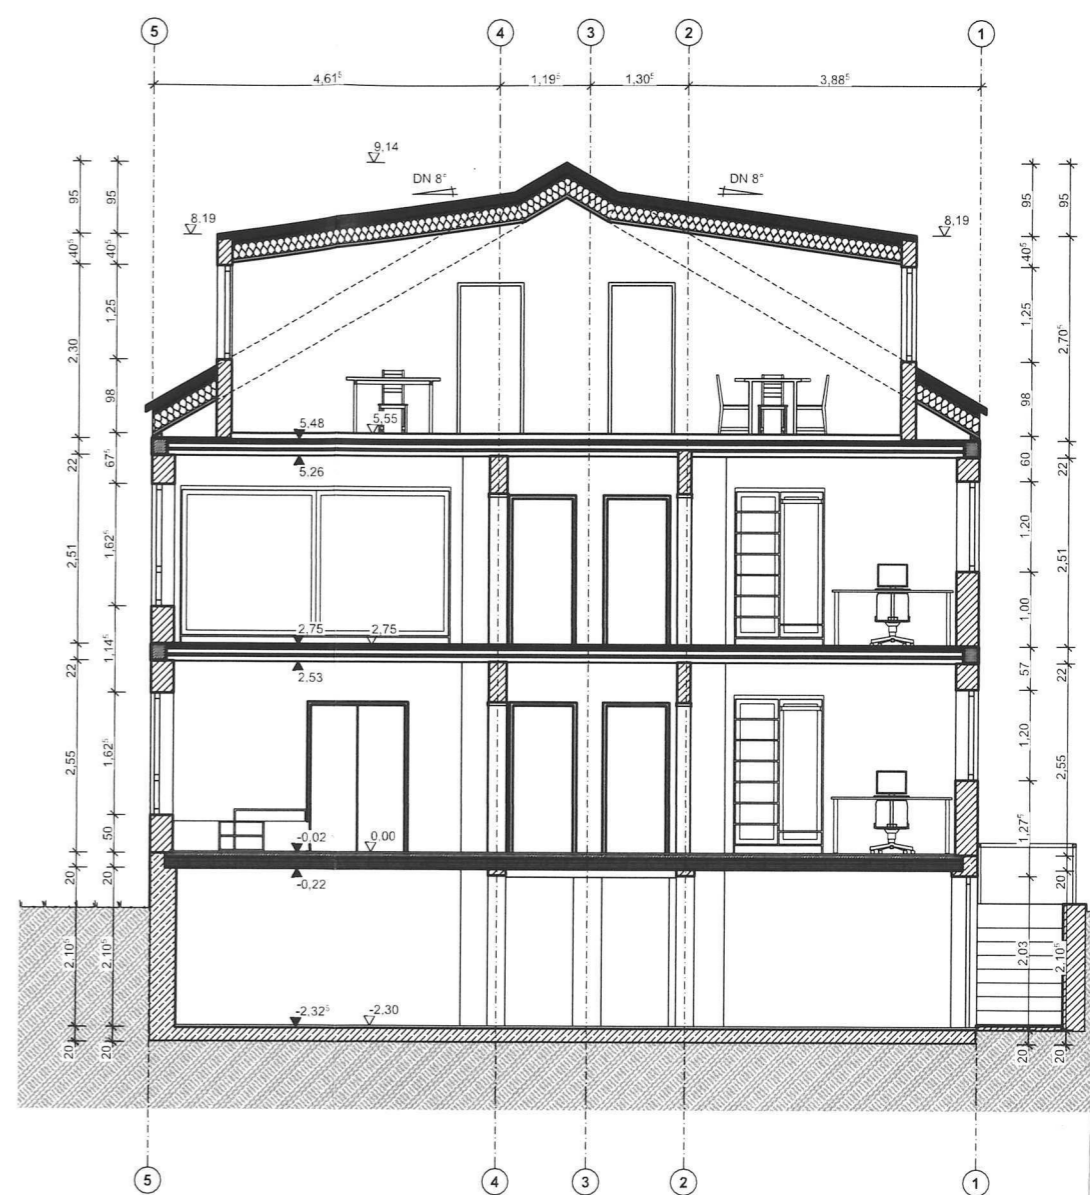 5 4 3 2 1
4,61⁵ 1,19⁵ 1,30⁵ 3,88⁵
9,14
DN 8° DN 8°
8.19 8,19
95 95 95 95
40⁵ 40⁵ 40⁵
2,30 1,25 1,25 2,70⁵
98 98
5.48 5,55
5.26
22 67⁵ 60 22
2,51 1,62⁵ 1,20 2,51
1,00
2,75 2,75
2.53
22 1,14⁵ 57 22
2,55 1,62⁵ 1,20 2,55
50 1,27⁵
-0,02 0.00
-0,22
20 20 20
2,10⁵ 2,10⁵ 2,03 2,10⁵
-2,32⁵ -2,30
20 20 20 20
5 4 3 2 1